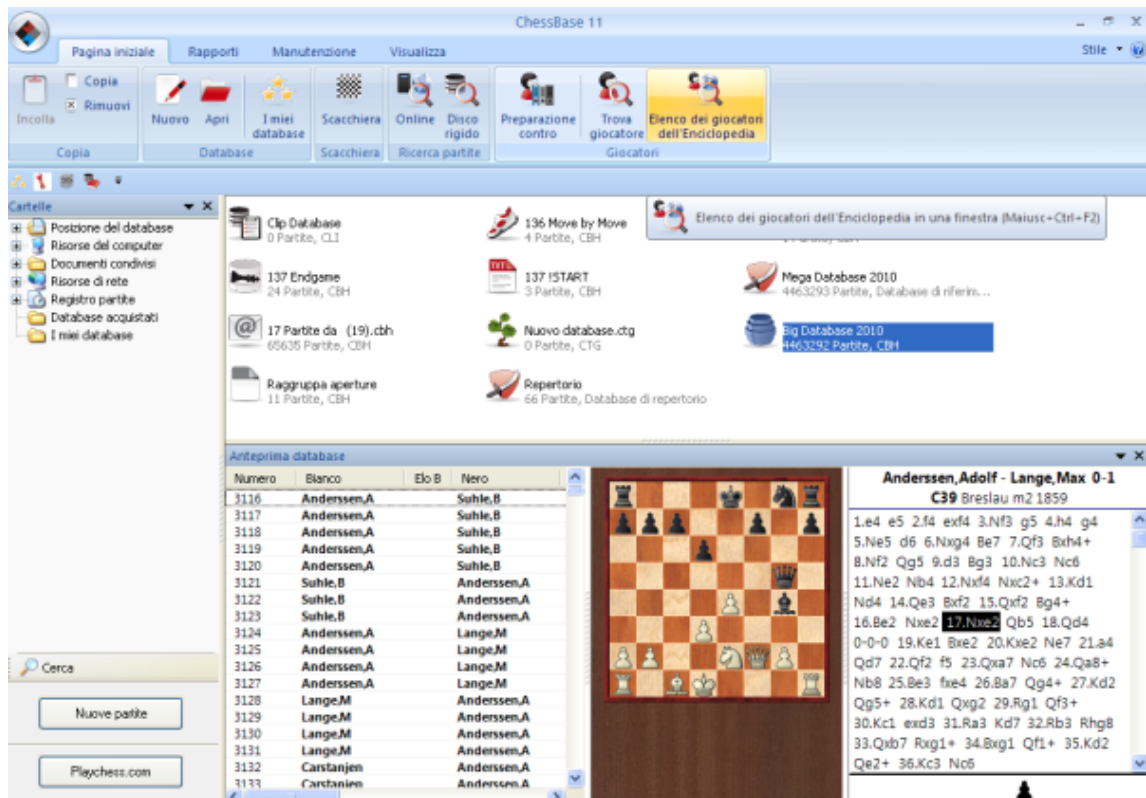 ChessBase 11
Pagina iniziale Rapporti Manutenzione Visualizza Stile
Incolla
Copia
Rimuovi
Nuovo
Apri
I miei database
Scacchiera
Online
Disco rigido
Preparazione contro
Trova giocatore
Elenco dei giocatori dell'Enciclopedia
Copia Database Scacchiera Ricerca partite Giocatori
Cartelle
Posizione del database
Risorse del computer
Documenti condivisi
Risorse di rete
Registro partite
Database acquistati
I miei database
Cerca
Nuove partite
Playchess.com
Clip Database
0 Partite, CLI
136 Move by Move
4 Partite, CBH
Elenco dei giocatori dell'Enciclopedia in una finestra (Maiusc+Ctrl+F2)
137 Endgame
24 Partite, CBH
137 !START
3 Partite, CBH
Mega Database 2010
4463293 Partite, Database di riferim...
17 Partite da (19).cbh
65635 Partite, CBH
Nuovo database.ctg
0 Partite, CTG
Big Database 2010
4463292 Partite, CBH
Raggruppa aperture
11 Partite, CBH
Repertorio
66 Partite, Database di repertorio
Anteprima database
Numero Bianco Elo B Nero
3116 Anderssen,A Suhle,B
3117 Anderssen,A Suhle,B
3118 Anderssen,A Suhle,B
3119 Anderssen,A Suhle,B
3120 Anderssen,A Suhle,B
3121 Suhle,B Anderssen,A
3122 Suhle,B Anderssen,A
3123 Suhle,B Anderssen,A
3124 Anderssen,A Lange,M
3125 Anderssen,A Lange,M
3126 Anderssen,A Lange,M
3127 Anderssen,A Lange,M
3128 Lange,M Anderssen,A
3129 Lange,M Anderssen,A
3130 Lange,M Anderssen,A
3131 Lange,M Anderssen,A
3132 Carstanjen Anderssen,A
3133 Carstanjen Anderssen,A
Anderssen,Adolf - Lange,Max 0-1
C39 Breslau m2 1859
1.e4 e5 2.f4 exf4 3.Nf3 g5 4.h4 g4
5.Ne5 d6 6.Nxg4 Be7 7.Qf3 Bxh4+
8.Nf2 Qg5 9.d3 Bg3 10.Nc3 Nc6
11.Ne2 Nb4 12.Nxf4 Nxc2+ 13.Kd1
Nd4 14.Qe3 Bxf2 15.Qxf2 Bg4+
16.Be2 Nxe2 17.Nxe2 Qb5 18.Qd4
0-0-0 19.Ke1 Bxe2 20.Kxe2 Ne7 21.a4
Qd7 22.Qf2 f5 23.Qxa7 Nc6 24.Qa8+
Nb8 25.Be3 fxe4 26.Ba7 Qg4+ 27.Kd2
Qg5+ 28.Kd1 Qxg2 29.Rg1 Qf3+
30.Kc1 exd3 31.Ra3 Kd7 32.Rb3 Rhg8
33.Qxb7 Rxg1+ 34.Bxg1 Qf1+ 35.Kd2
Qe2+ 36.Kc3 Nc6